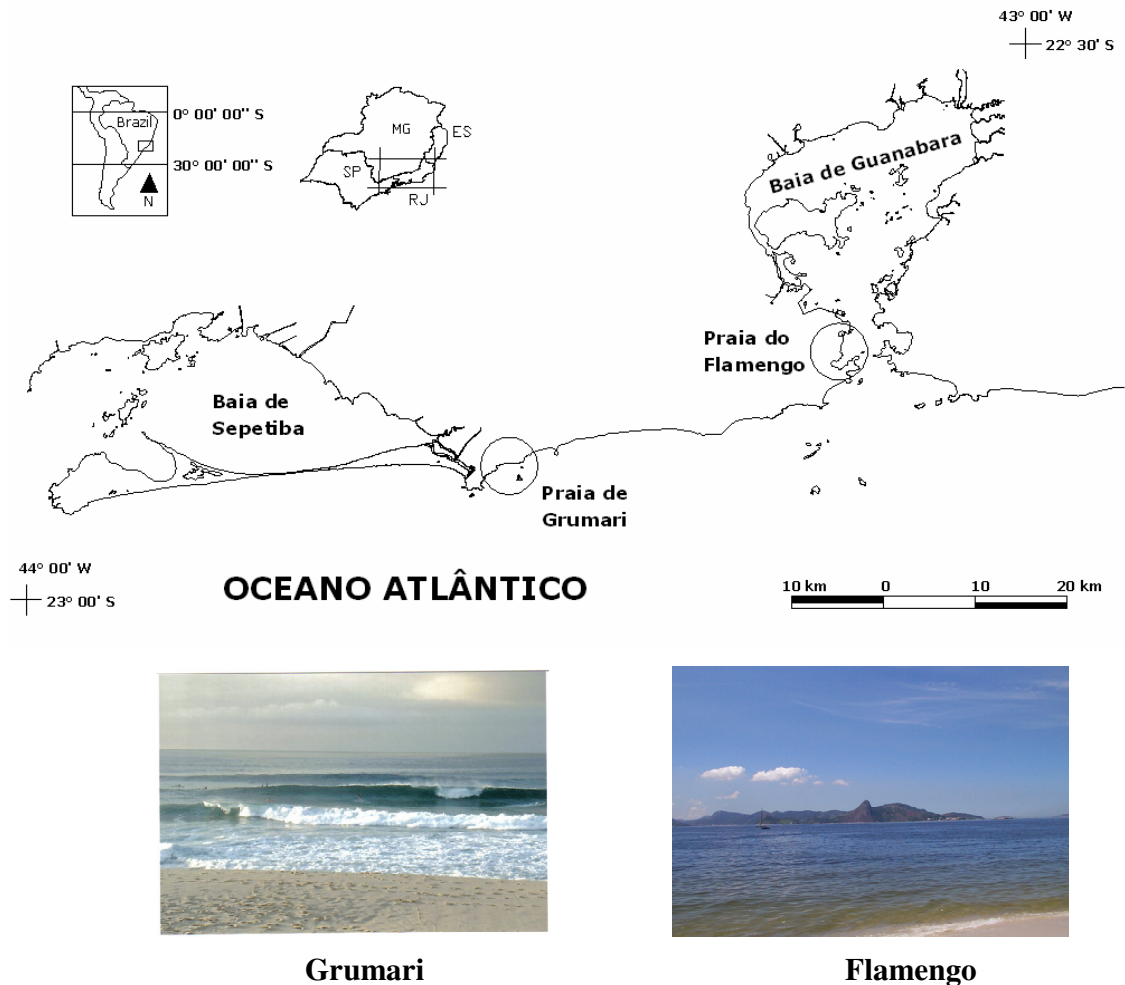 43° 00' W
22° 30' S
0° 00' 00" S
Brazil
30° 00' 00" S
N
MG
ES
SP
RJ
Baia de Guanabara
Praia do
Flamengo
Baia de
Sepetiba
Praia de
Grumari
44° 00' W
23° 00' S
OCEANO ATLÂNTICO
10 km 0 10 20 km
Grumari
Flamengo